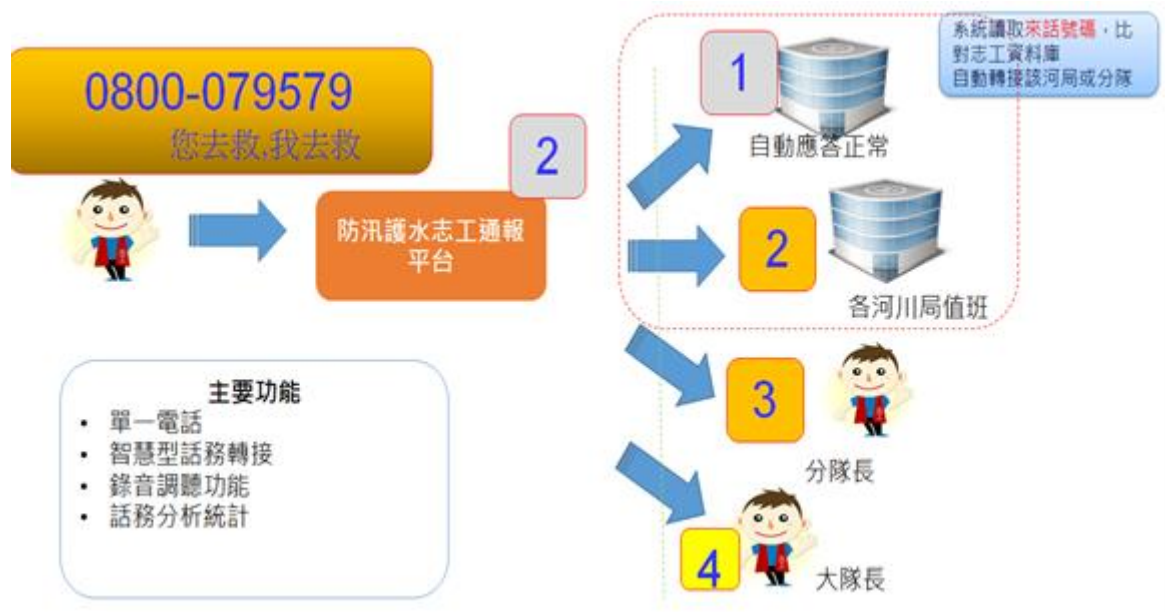 0800-079579
您去救,我去救
2
防汛護水志工通報
平台
1
自動應答正常
系統讀取來話號碼，比
對志工資料庫
自動轉接該河局或分隊
2
各河川局值班
3
分隊長
4
大隊長
主要功能
• 單一電話
• 智慧型話務轉接
• 錄音調聽功能
• 話務分析統計